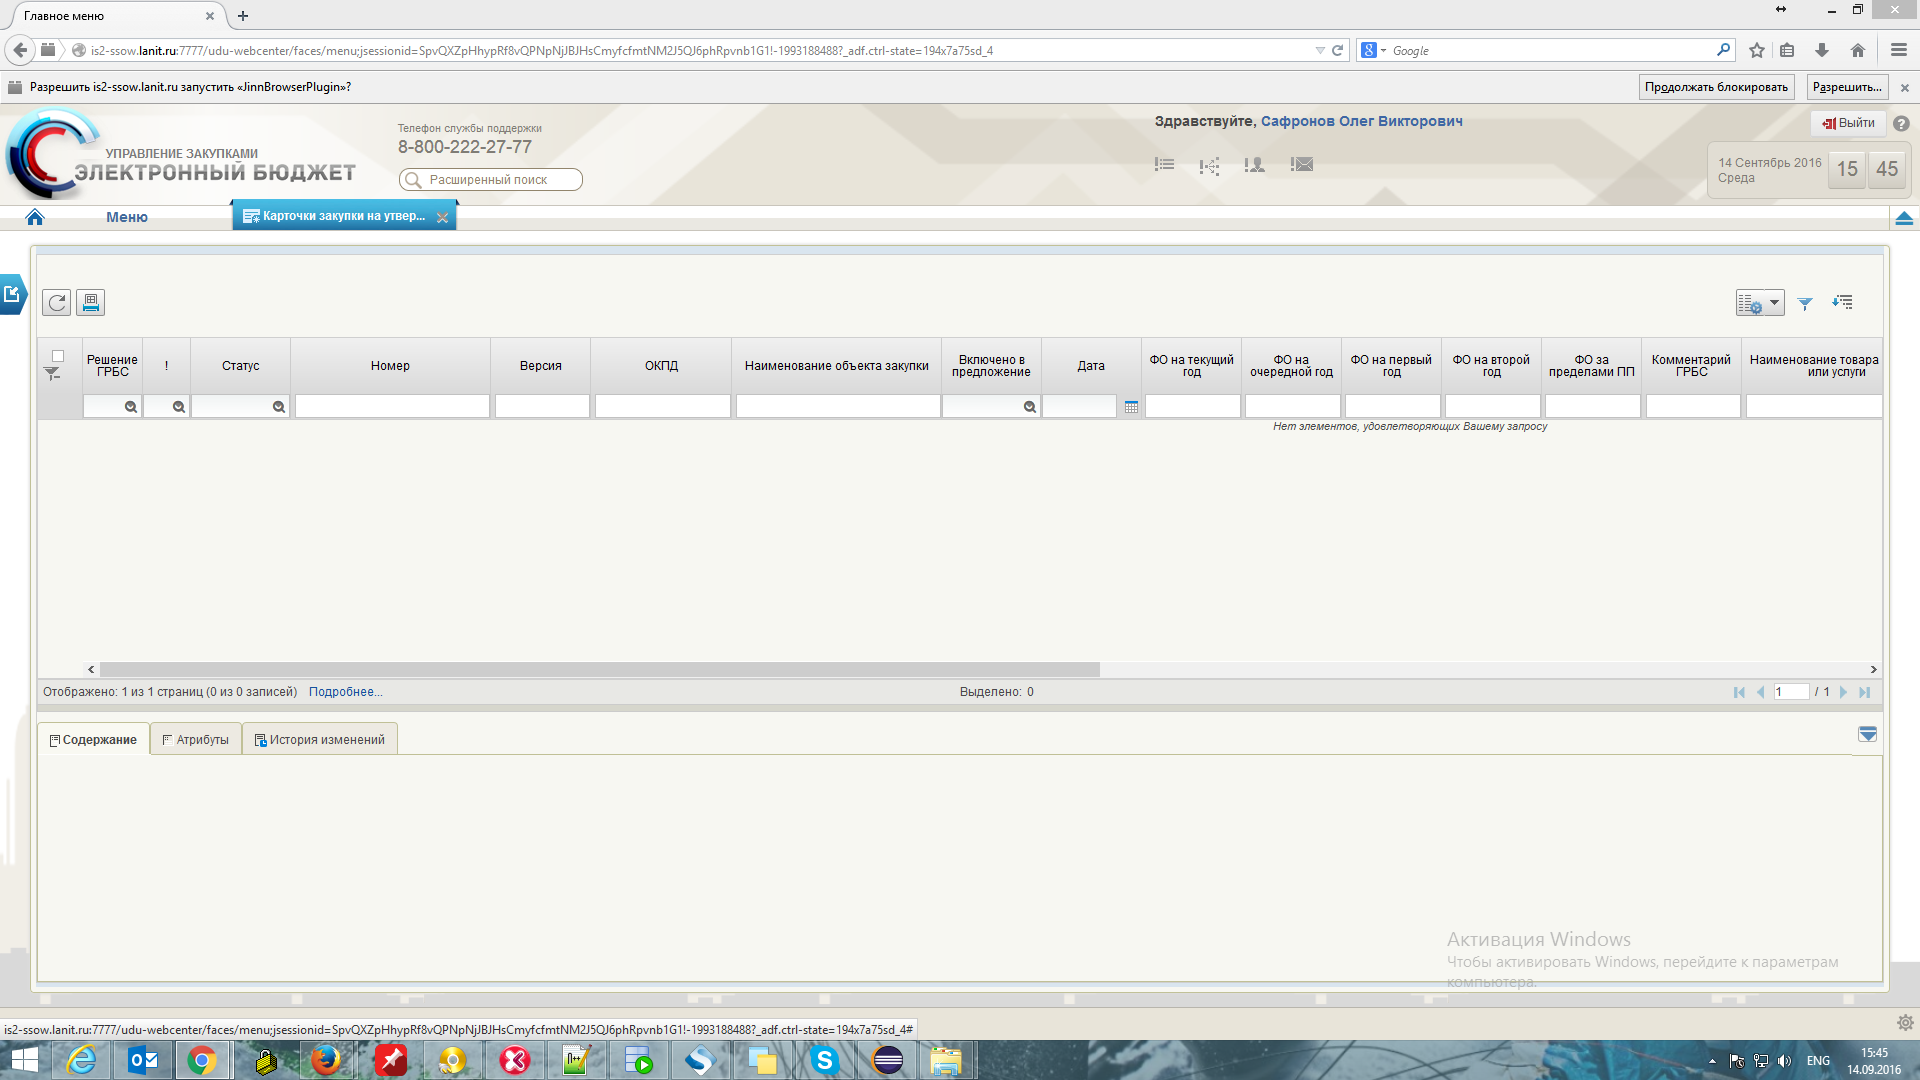 Главное меню
is2-ssow.lanit.ru:7777/udu-webcenter/faces/menu;jsessionid=SpvQXZpHhypRf8vQPNpNjJBJHsCmyfcfmtNM2J5QJ6phRpvnb1G1!-1993188488?_adf.ctrl-state=194x7a75sd_4
Google
Разрешить is2-ssow.lanit.ru запустить «JinnBrowserPlugin»?
Продолжать блокировать
Разрешить...
УПРАВЛЕНИЕ ЗАКУПКАМИ
ЭЛЕКТРОННЫЙ БЮДЖЕТ
Телефон службы поддержки
8-800-222-27-77
Расширенный поиск
Здравствуйте, Сафронов Олег Викторович
Выйти
14 Сентябрь 2016
Среда
15 45
Меню
Карточки закупки на утвер...
Решение ГРБС
!
Статус
Номер
Версия
ОКПД
Наименование объекта закупки
Включено в предложение
Дата
ФО на текущий год
ФО на очередной год
ФО на первый год
ФО на второй год
ФО за пределами ПП
Комментарий ГРБС
Наименование товара или услуги
Нет элементов, удовлетворяющих Вашему запросу
Отображено: 1 из 1 страниц (0 из 0 записей) Подробнее...
Выделено: 0
1 / 1
Содержание
Атрибуты
История изменений
Активация Windows
Чтобы активировать Windows, перейдите к параметрам
компьютера.
is2-ssow.lanit.ru:7777/udu-webcenter/faces/menu;jsessionid=SpvQXZpHhypRf8vQPNpNjJBJHsCmyfcfmtNM2J5QJ6phRpvnb1G1!-1993188488?_adf.ctrl-state=194x7a75sd_4#
ENG
15:45
14.09.2016